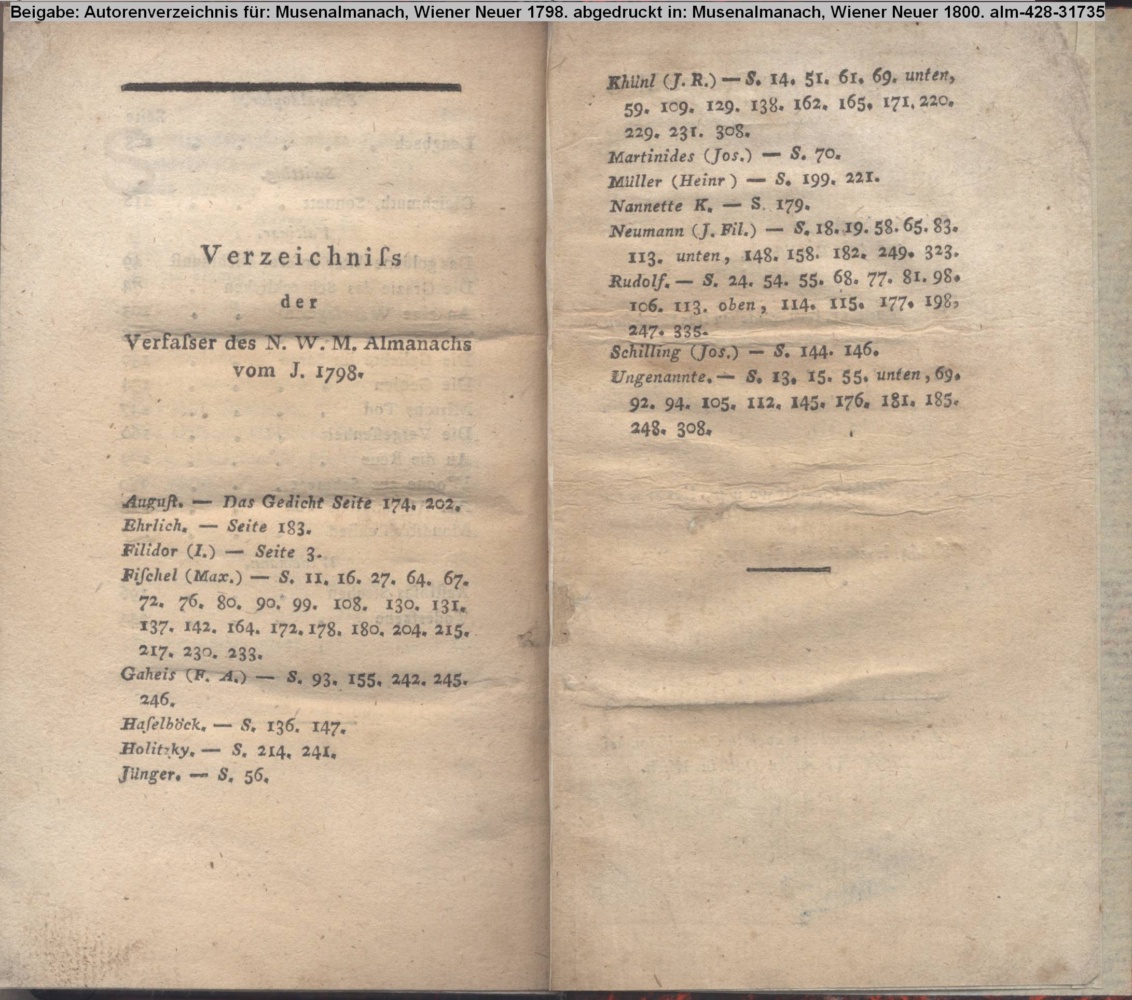 Beigabe: Autorenverzeichnis für: Musenalmanach, Wiener Neuer 1798. abgedruckt in: Musenalmanach, Wiener Neuer 1800. alm-428-31735
Verzeichniſs
der
Verfaſser des N. W. M. Almanachs
vom J. 1798.
Auguſt. — Das Gedicht Seite 174. 202.
Ehrlich. — Seite 183.
Filidor (I.) — Seite 3.
Fiſchel (Max.) — S. 11. 16. 27. 64. 67.
72. 76. 80. 90. 99. 108. 130. 131.
137. 142. 164. 172. 178. 180. 204. 215.
217. 230. 233.
Gaheis (F. A.) — S. 93. 155. 242. 245.
246.
Haſelböck. — S. 136. 147.
Holitzky. — S. 214. 241.
Jünger. — S. 56.
Khünl (J. R.) — S. 14. 51. 61. 69. unten,
59. 109. 129. 138. 162. 165. 171. 220.
229. 231. 308.
Martinides (Jos.) — S. 70.
Müller (Heinr) — S. 199. 221.
Nannette K. — S. 179.
Neumann (J. Fil.) — S. 18. 19. 58. 65. 83.
113. unten, 148. 158. 182. 249. 323.
Rudolf. — S. 24. 54. 55. 68. 77. 81. 98.
106. 113. oben, 114. 115. 177. 198,
247. 335.
Schilling (Jos.) — S. 144. 146.
Ungenannte. — S. 13. 15. 55. unten, 69.
92. 94. 105. 112. 145. 176. 181. 185.
248. 308.